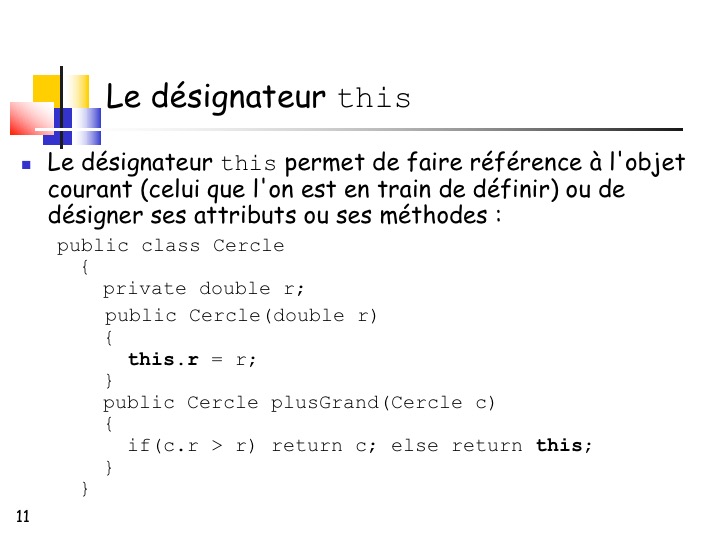 Le désignateur this
Le désignateur this permet de faire référence à l'objet
courant (celui que l'on est en train de définir) ou de
désigner ses attributs ou ses méthodes :
public class Cercle
{
private double r;
public Cercle(double r)
{
this.r = r;
}
public Cercle plusGrand(Cercle c)
{
if(c.r > r) return c; else return this;
}
}
11